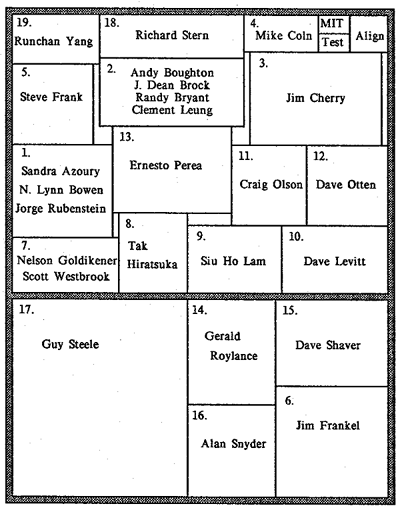 19.
Runchan Yang
18.
Richard Stern
4.
Mike Coln
MIT
Test
Align
5.
Steve Frank
2.
Andy Boughton
J. Dean Brock
Randy Bryant
Clement Leung
3.
Jim Cherry
1.
Sandra Azoury
N. Lynn Bowen
Jorge Rubenstein
13.
Ernesto Perea
11.
Craig Olson
12.
Dave Otten
7.
Nelson Goldikener
Scott Westbrook
8.
Tak
Hiratsuka
9.
Siu Ho Lam
10.
Dave Levitt
17.
Guy Steele
14.
Gerald
Roylance
15.
Dave Shaver
16.
Alan Snyder
6.
Jim Frankel